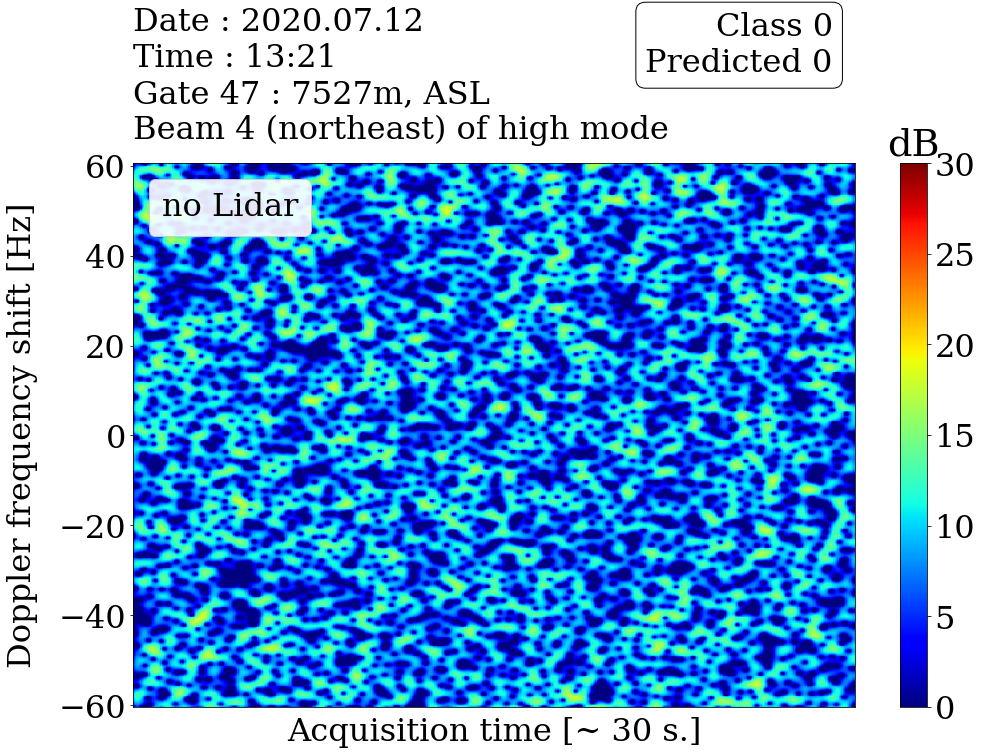 Date : 2020.07.12
Time : 13:21
Gate 47 : 7527m, ASL
Beam 4 (northeast) of high mode
Class 0
Predicted 0
dB
no Lidar
Doppler frequency shift [Hz]
60
40
20
0
−20
−40
−60
Acquisition time [~ 30 s.]
30
25
20
15
10
5
0